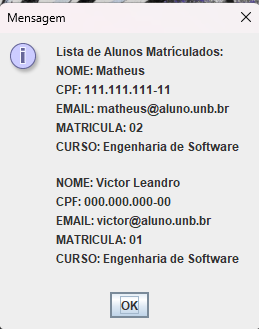 Mensagem
Lista de Alunos Matrículados:
NOME: Matheus
CPF: 111.111.111-11
EMAIL: matheus@aluno.unb.br
MATRICULA: 02
CURSO: Engenharia de Software
NOME: Victor Leandro
CPF: 000.000.000-00
EMAIL: victor@aluno.unb.br
MATRICULA: 01
CURSO: Engenharia de Software
OK